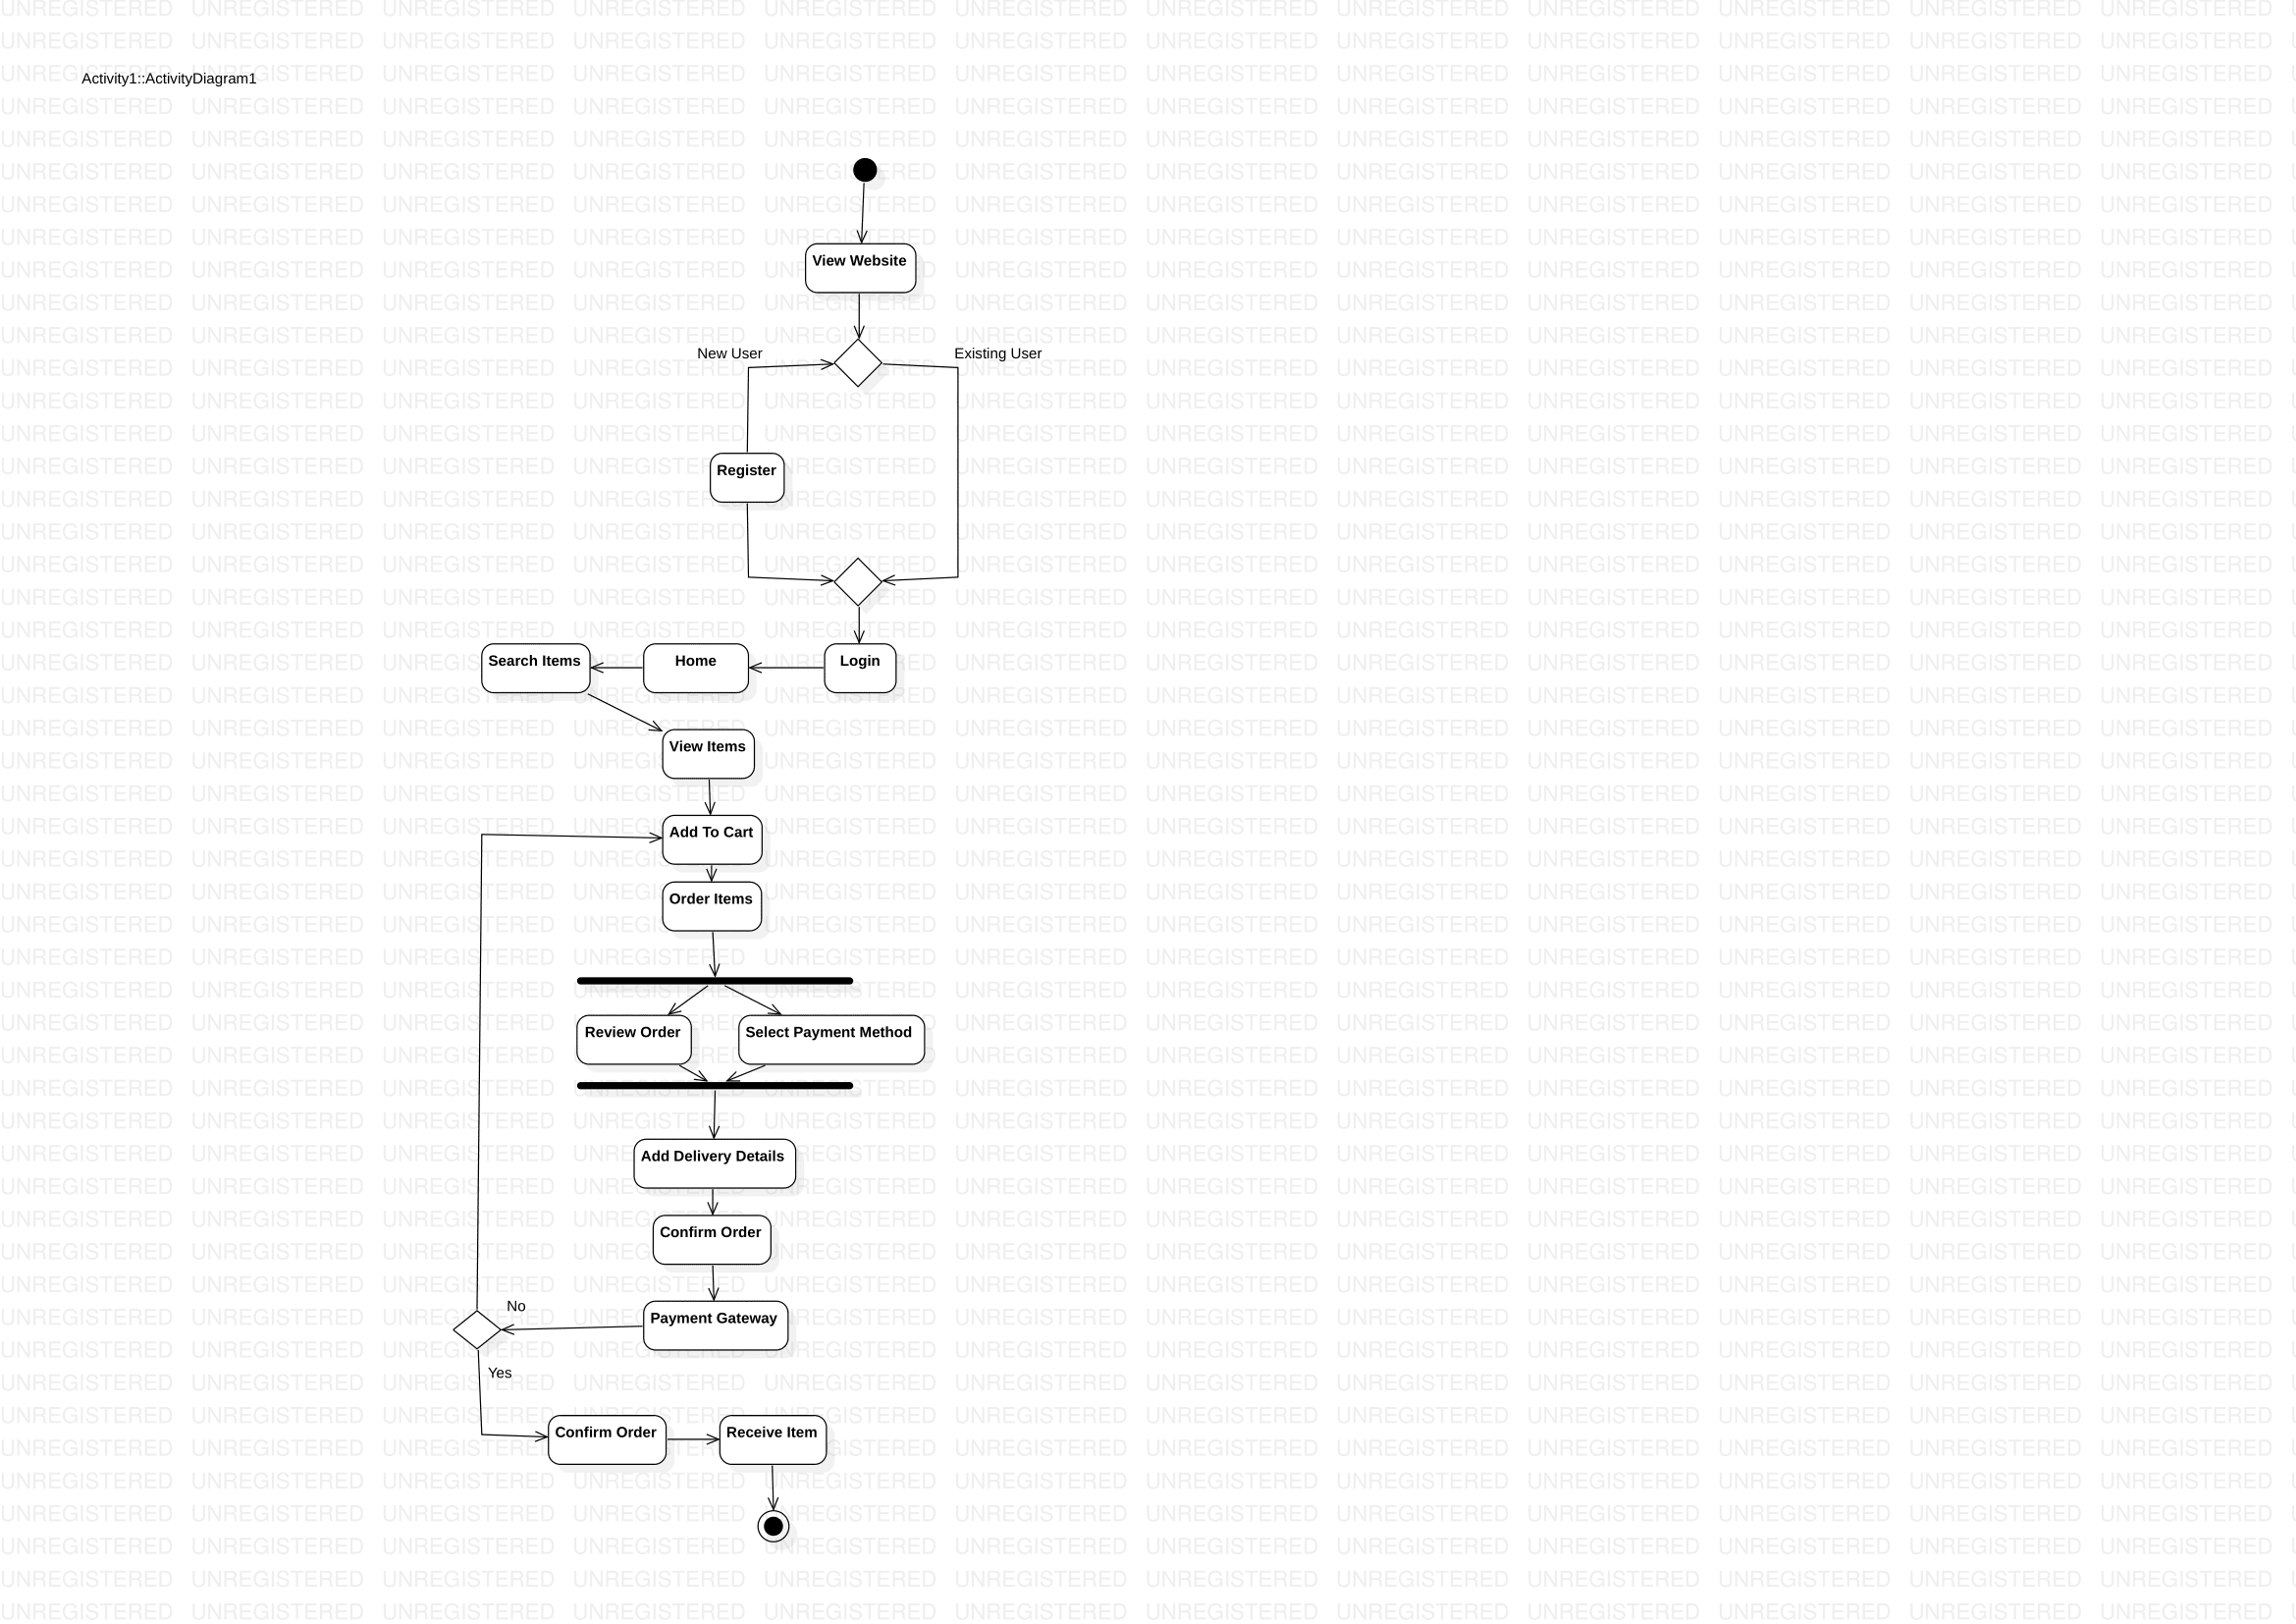 Activity1::ActivityDiagram1
View Website
New User
Existing User
Register
Search Items
Home
Login
View Items
Add To Cart
Order Items
Review Order
Select Payment Method
Add Delivery Details
Confirm Order
No
Payment Gateway
Yes
Confirm Order
Receive Item
UNREGISTERED